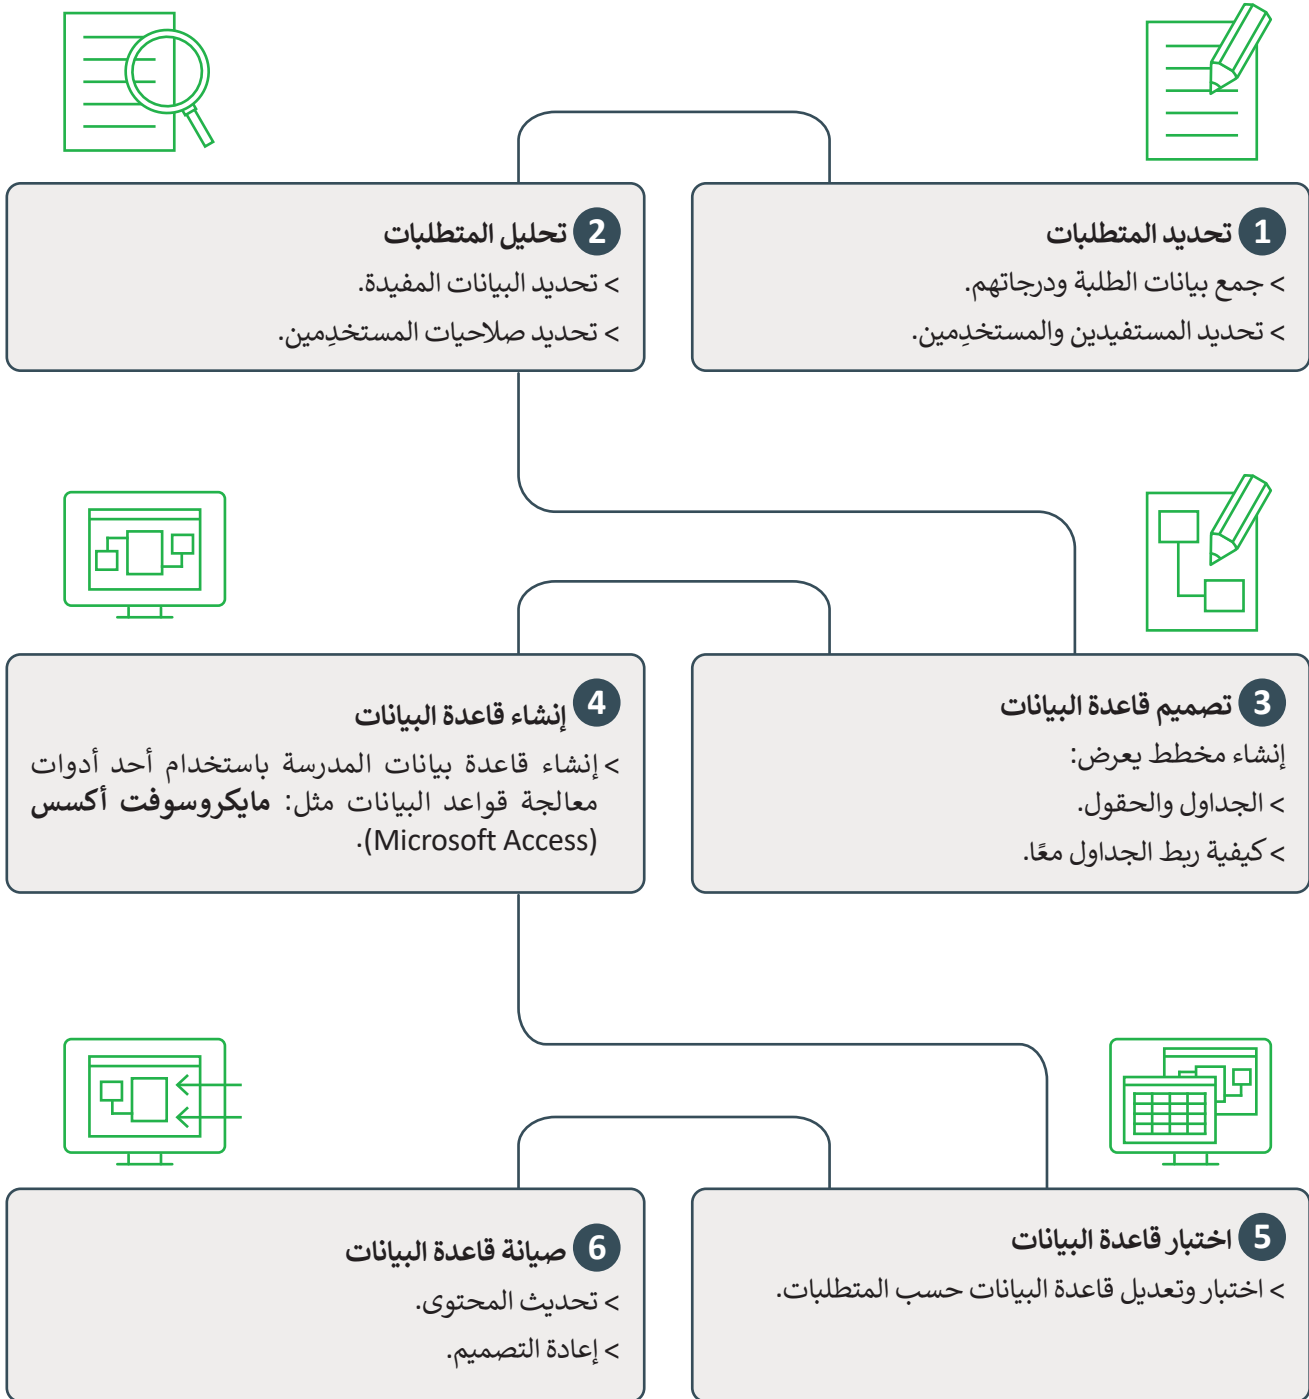 1 تحديد المتطلبات
> جمع بيانات الطلبة ودرجاتهم.
> تحديد المستفيدين والمستخدِمين.
2 تحليل المتطلبات
> تحديد البيانات المفيدة.
> تحديد صلاحيات المستخدِمين.
3 تصميم قاعدة البيانات
إنشاء مخطط يعرض:
> الجداول والحقول.
> كيفية ربط الجداول معًا.
4 إنشاء قاعدة البيانات
> إنشاء قاعدة بيانات المدرسة باستخدام أحد أدوات
معالجة قواعد البيانات مثل: مايكروسوفت أكسس
(Microsoft Access).
5 اختبار قاعدة البيانات
> اختبار وتعديل قاعدة البيانات حسب المتطلبات.
6 صيانة قاعدة البيانات
> تحديث المحتوى.
> إعادة التصميم.